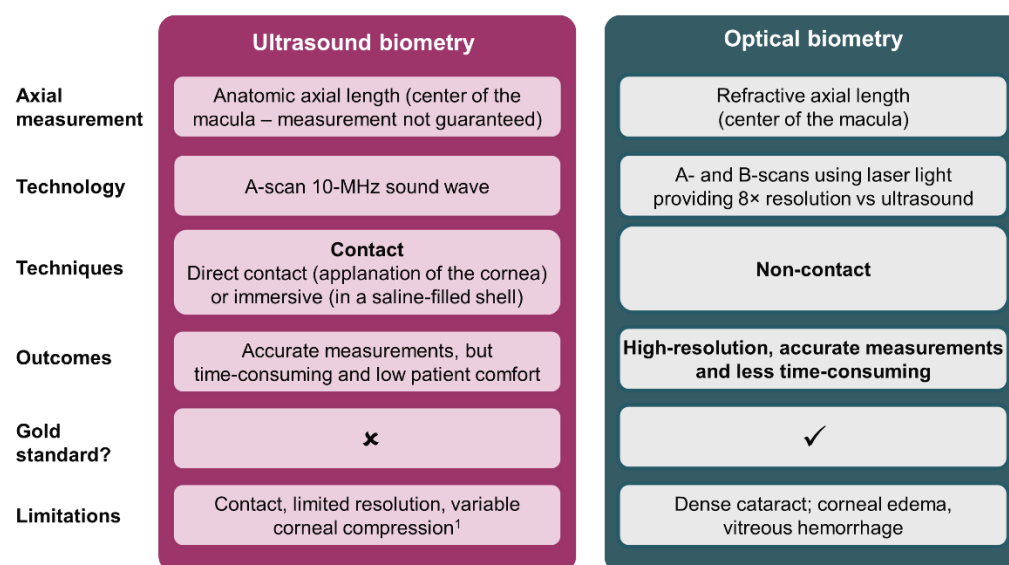 Ultrasound biometry
Optical biometry
Axial
measurement
Anatomic axial length (center of the
macula – measurement not guaranteed)
Refractive axial length
(center of the macula)
Technology
A-scan 10-MHz sound wave
A- and B-scans using laser light
providing 8× resolution vs ultrasound
Techniques
Contact
Direct contact (applanation of the cornea)
or immersive (in a saline-filled shell)
Non-contact
Outcomes
Accurate measurements, but
time-consuming and low patient comfort
High-resolution, accurate measurements
and less time-consuming
Gold
standard?
✘
✓
Limitations
Contact, limited resolution, variable
corneal compression¹
Dense cataract; corneal edema,
vitreous hemorrhage